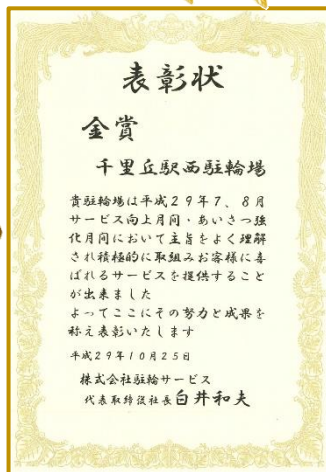 表彰状
金賞
千里丘駅西駐輪場
貴駐輪場は平成29年7、8月
サービス向上月間・あいさつ強
化月間において主旨をよく理解
され積極的に取組みお客様に喜
ばれるサービスを提供すること
が出来ました
よってここにその努力と成果を
称え表彰いたします
平成29年10月25日
株式会社駐輪サービス
代表取締役社長 白井和夫